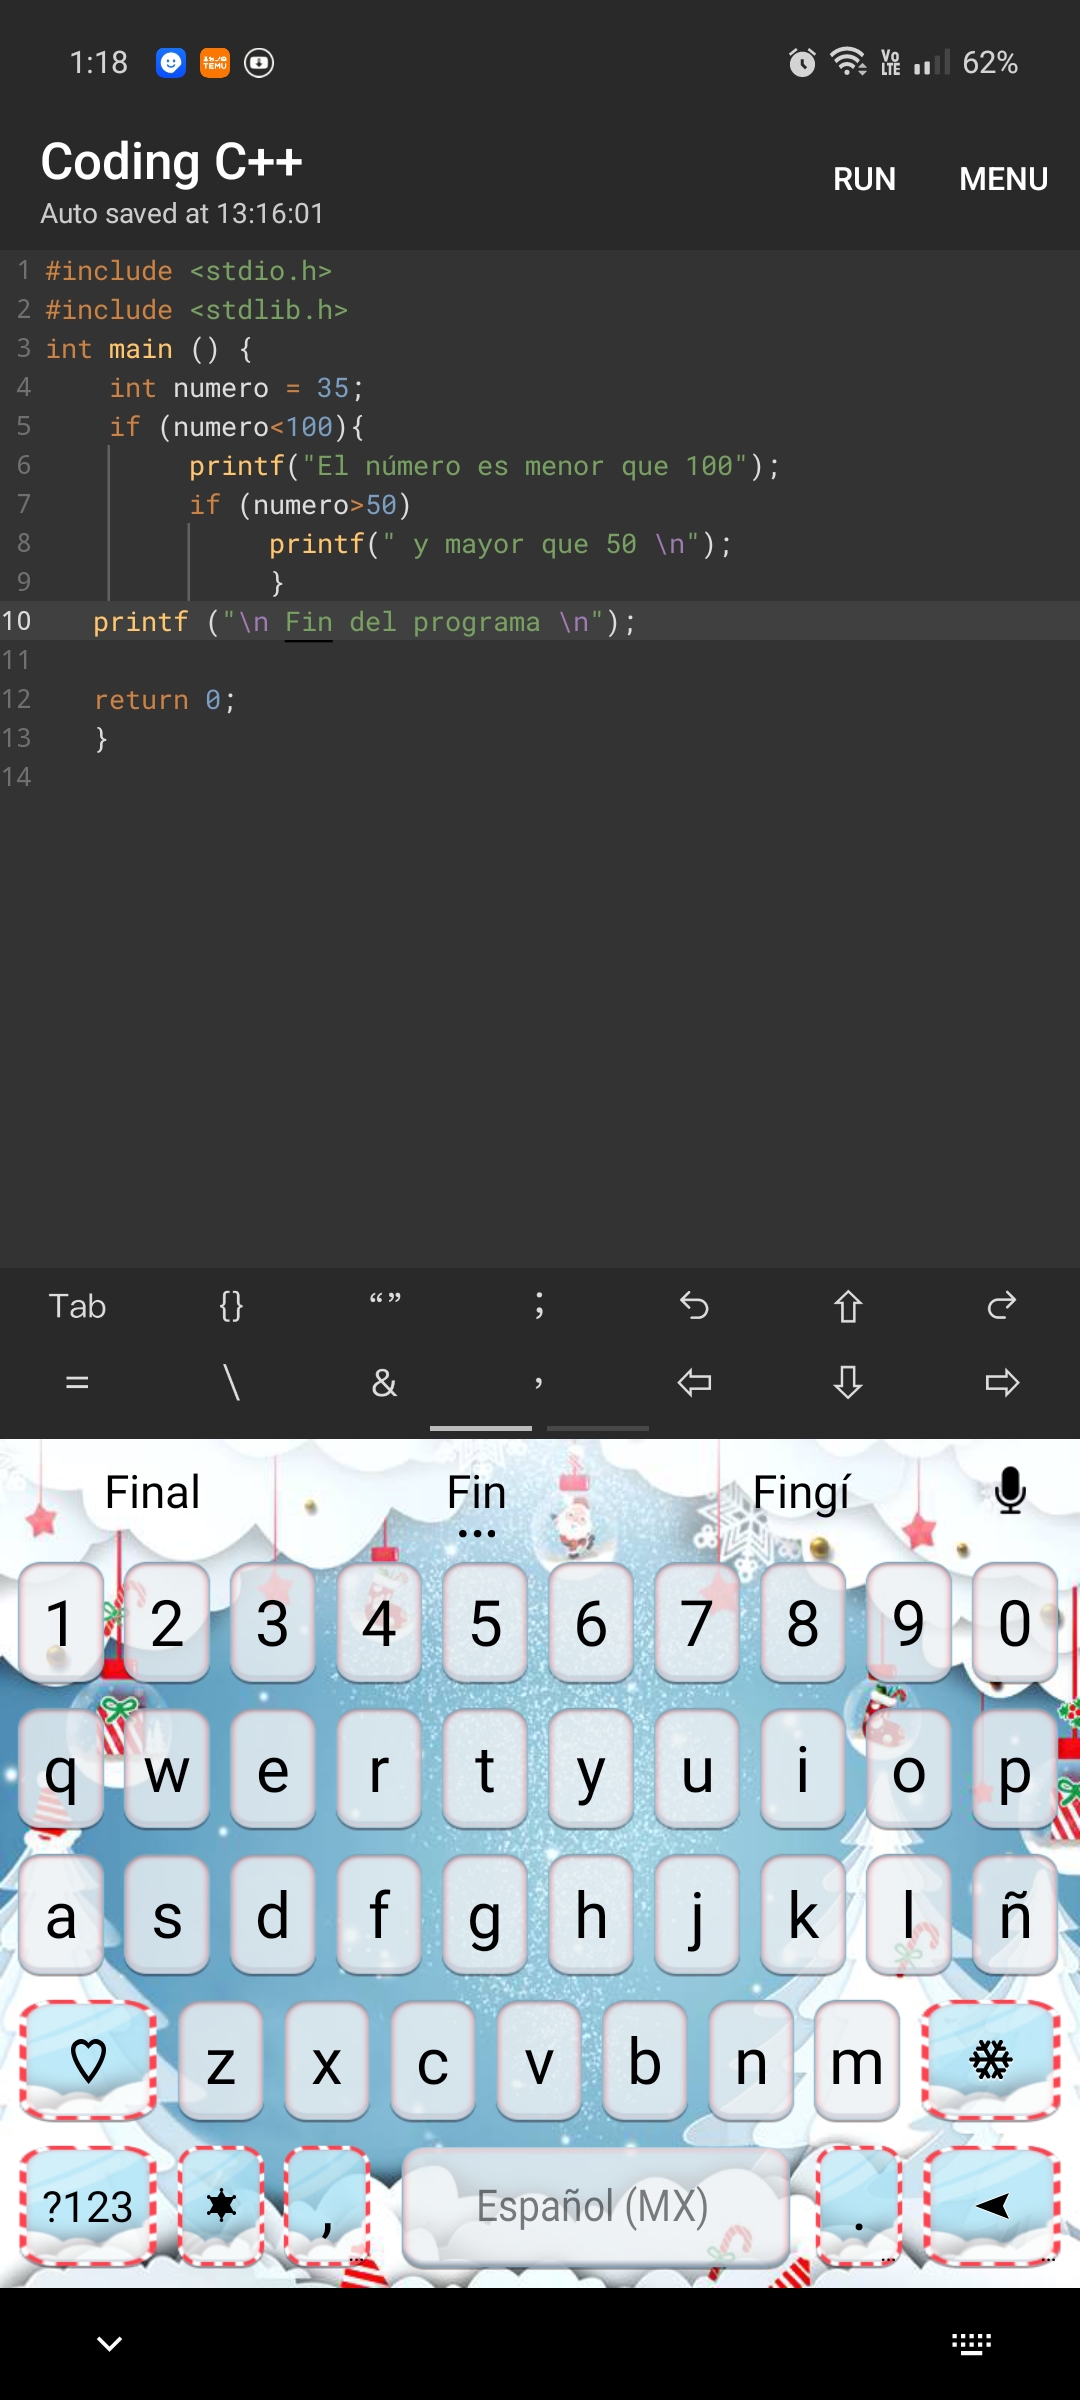 1:18 TEMU Vo LTE 62%
Coding C++
Auto saved at 13:16:01
RUN MENU
1 #include <stdio.h>
2 #include <stdlib.h>
3 int main () {
4     int numero = 35;
5     if (numero<100){
6          printf("El número es menor que 100");
7          if (numero>50)
8               printf(" y mayor que 50 \n");
9               }
10    printf ("\n Fin del programa \n");
11
12    return 0;
13    }
14
Tab {} “” ;
= \ & ,
Final Fin Fingí
1 2 3 4 5 6 7 8 9 0
q w e r t y u i o p
a s d f g h j k l ñ
z x c v b n m
?123 , Español (MX) .